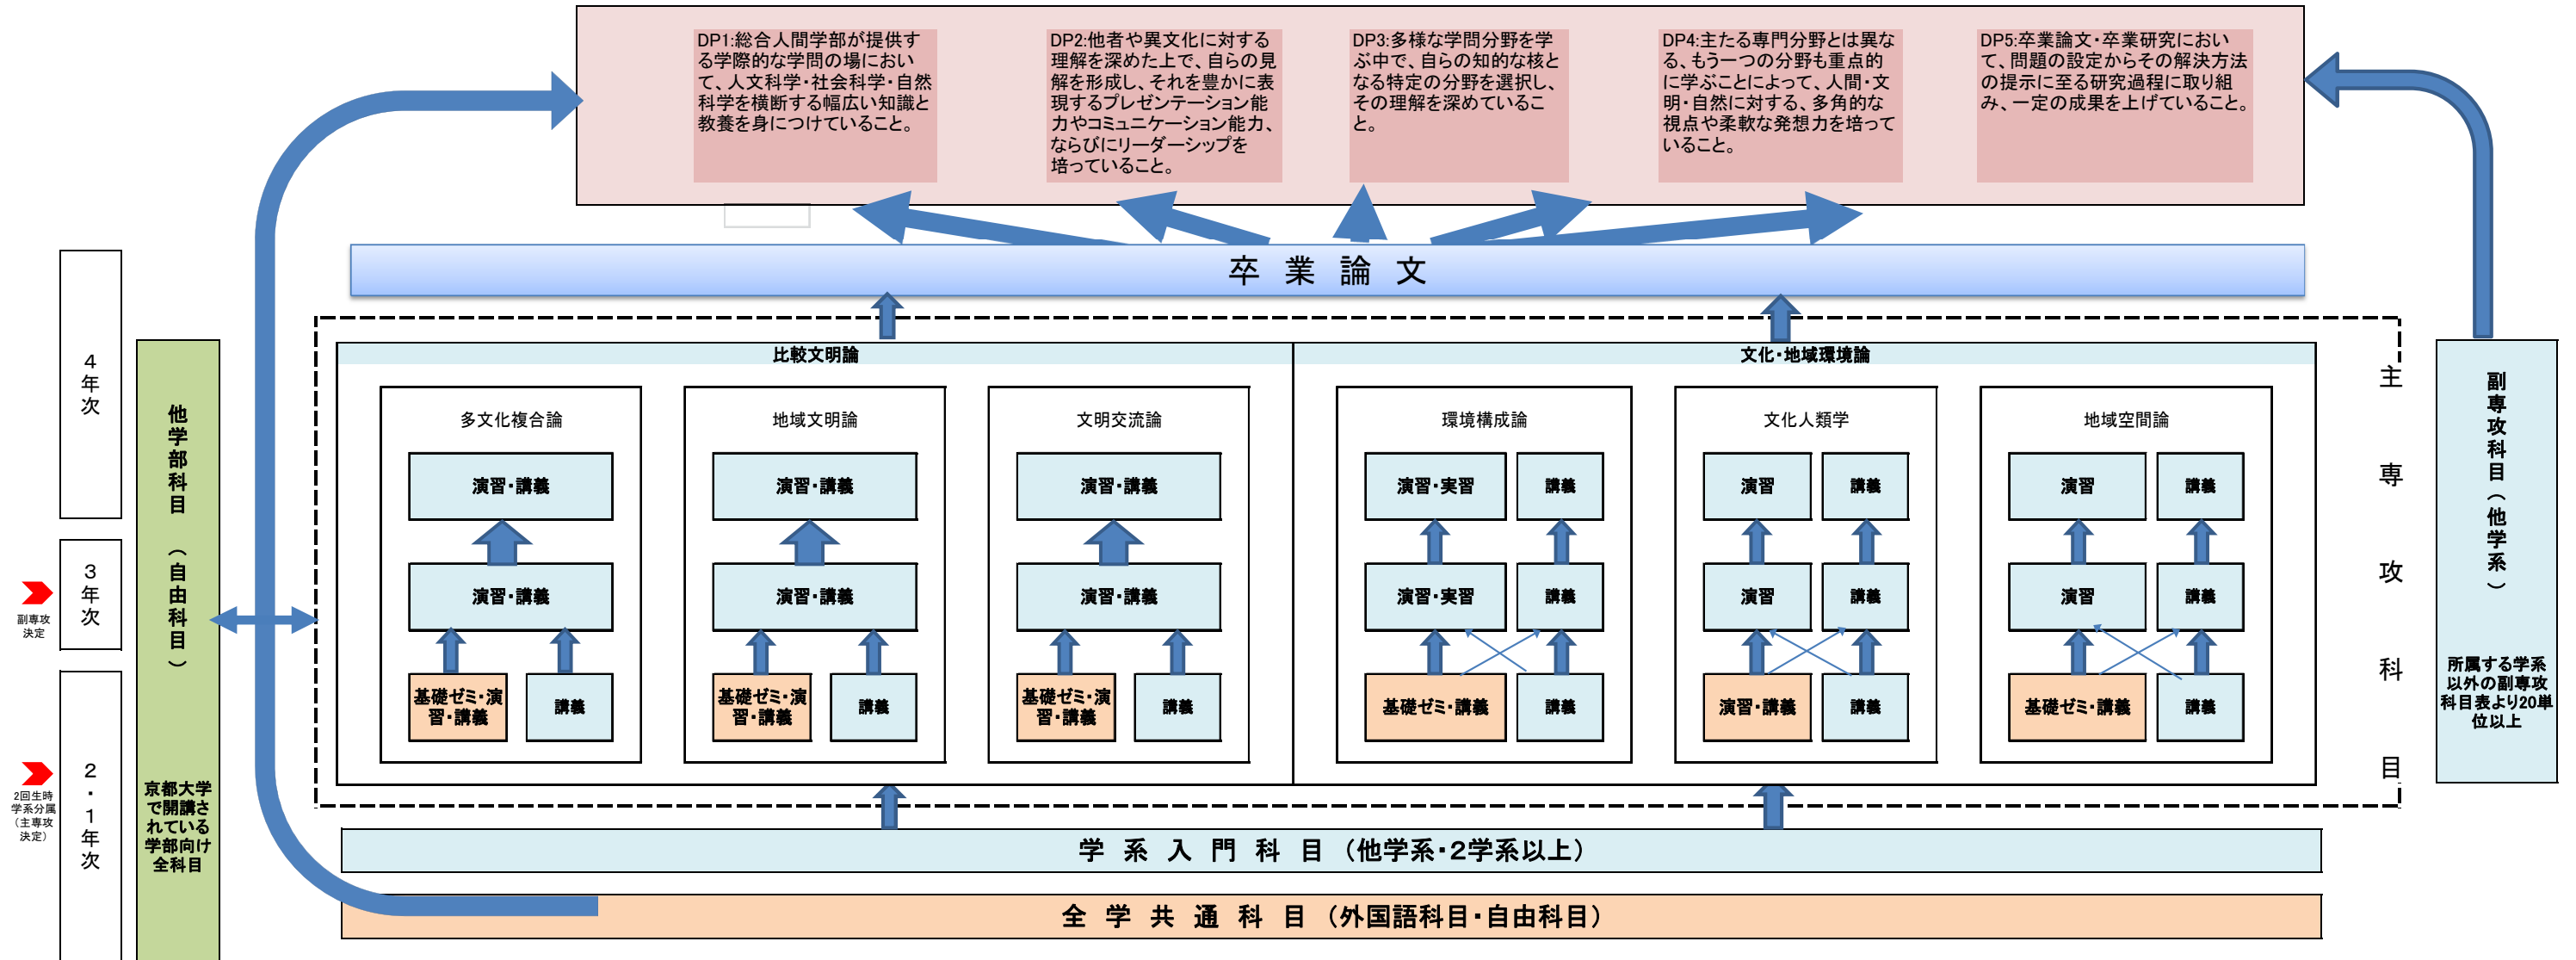 DP1:総合人間学部が提供す
る学際的な学問の場におい
て、人文科学・社会科学・自然
科学を横断する幅広い知識と
教養を身につけていること。
DP2:他者や異文化に対する
理解を深めた上で、自らの見
解を形成し、それを豊かに表
現するプレゼンテーション能
力やコミュニケーション能力、
ならびにリーダーシップを
培っていること。
DP3:多様な学問分野を学
ぶ中で、自らの知的な核と
なる特定の分野を選択し、
その理解を深めているこ
と。
DP4:主たる専門分野とは異な
る、もう一つの分野も重点的
に学ぶことによって、人間・文
明・自然に対する、多角的な
視点や柔軟な発想力を培って
いること。
DP5:卒業論文・卒業研究におい
て、問題の設定からその解決方法
の提示に至る研究過程に取り組
み、一定の成果を上げていること。
卒業論文
4年次
3年次
副専攻
決定
2・1年次
2回生時
学系分属
（主専攻
決定）
他学部科目（自由科目）
京都大学
で開講さ
れている
学部向け
全科目
比較文明論
多文化複合論
演習・講義
演習・講義
基礎ゼミ・演
習・講義
講義
地域文明論
演習・講義
演習・講義
基礎ゼミ・演
習・講義
講義
文明交流論
演習・講義
演習・講義
基礎ゼミ・演
習・講義
講義
文化・地域環境論
環境構成論
演習・実習
講義
演習・実習
講義
基礎ゼミ・講義
講義
文化人類学
演習
講義
演習
講義
演習・講義
講義
地域空間論
演習
講義
演習
講義
基礎ゼミ・講義
講義
主専攻科目
副専攻科目（他学系）
所属する学系
以外の副専攻
科目表より20単
位以上
学系入門科目（他学系・2学系以上）
全学共通科目（外国語科目・自由科目）